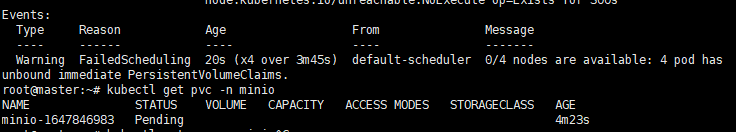 node.kubernetes.io/unreachable:NoExecute op=Exists for 300s
Events:
Type Reason Age From Message
---- ------ ---- ---- -------
Warning FailedScheduling 20s (x4 over 3m45s) default-scheduler 0/4 nodes are available: 4 pod has
unbound immediate PersistentVolumeClaims.
root@master:~# kubectl get pvc -n minio
NAME STATUS VOLUME CAPACITY ACCESS MODES STORAGECLASS AGE
minio-1647846983 Pending 4m23s